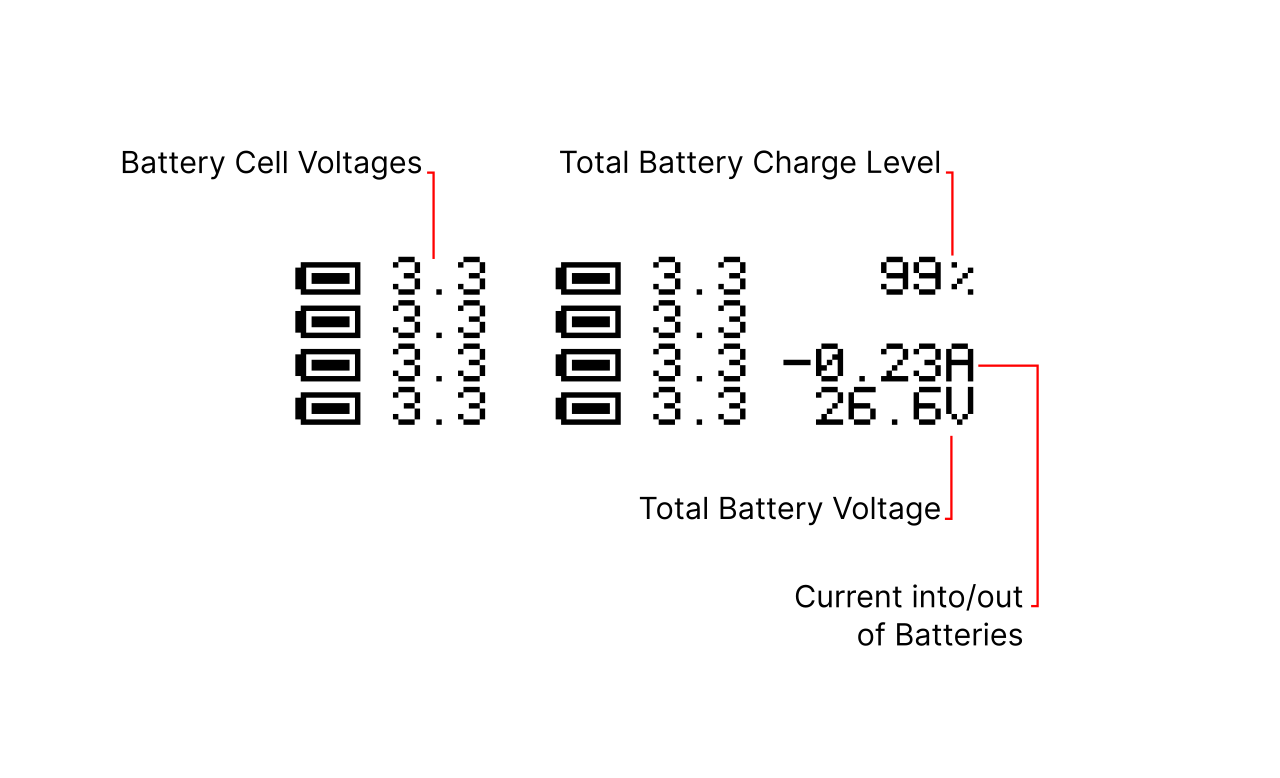 Battery Cell Voltages
Total Battery Charge Level
3.3 3.3 99%
3.3 3.3
3.3 3.3 -0.23A
3.3 3.3 26.6V
Total Battery Voltage
Current into/out
of Batteries